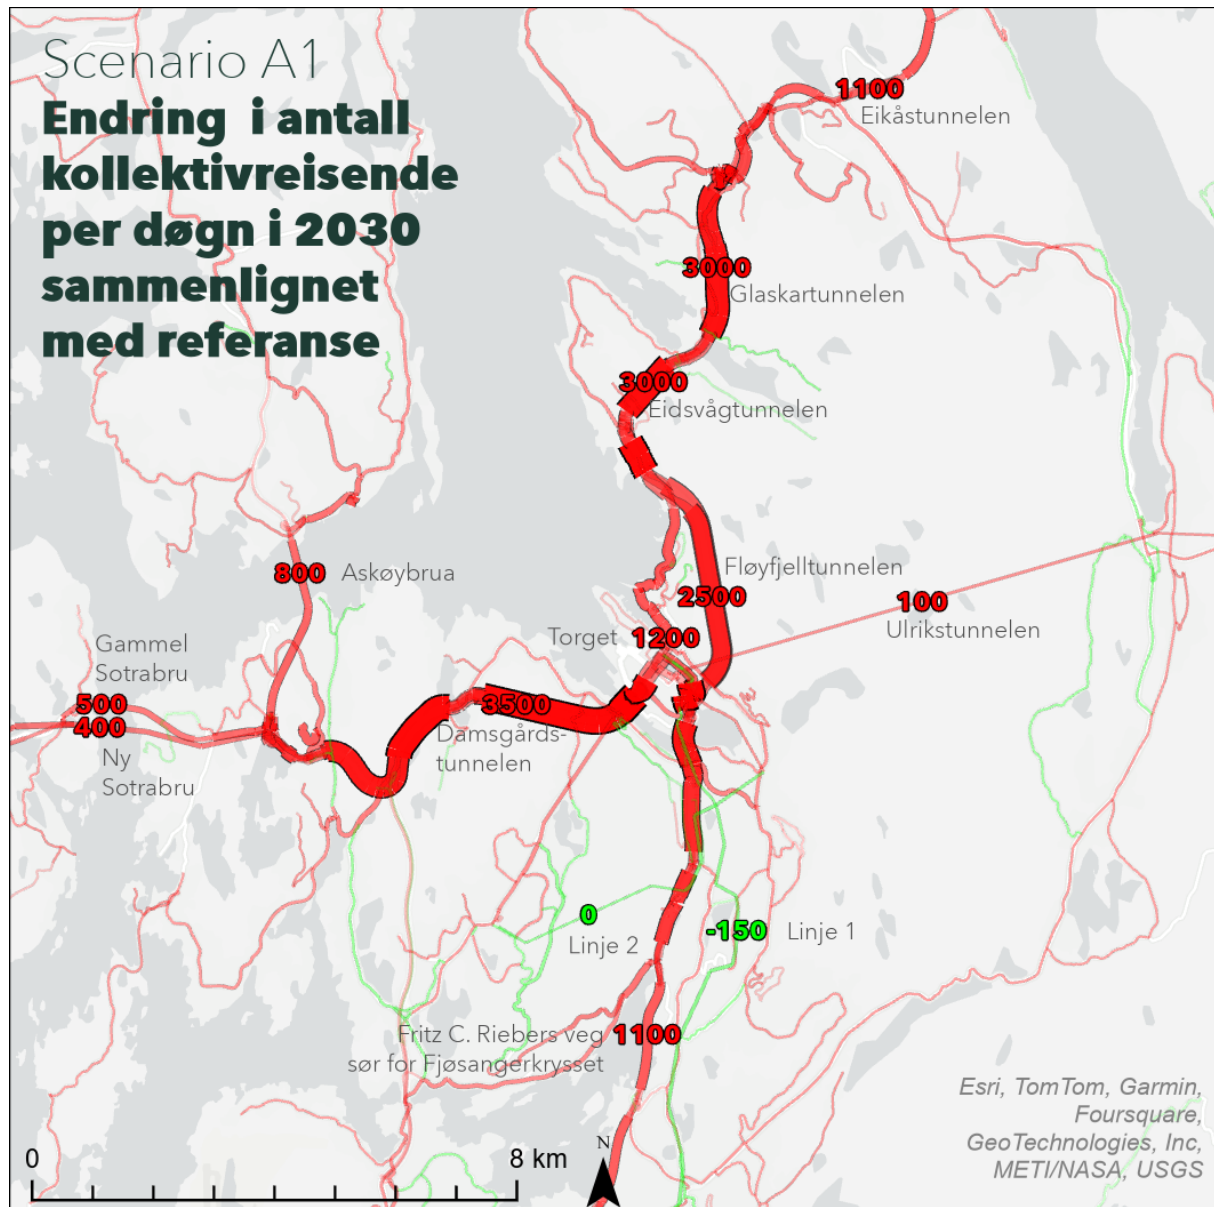 Scenario A1
Endring i antall
kollektivreisende
per døgn i 2030
sammenlignet
med referanse
1100
Eikåstunnelen
3000
Glaskartunnelen
3000
Eidsvågtunnelen
800 Askøybrua
Fløyfjelltunnelen
2500
100
Ulrikstunnelen
Torget 1200
Gammel
Sotrabru
500
400
Ny
Sotrabru
3500
Damsgårds-
tunnelen
0
Linje 2
-150 Linje 1
Fritz C. Riebers veg
sør for Fjøsangerkrysset
1100
Esri, TomTom, Garmin,
Foursquare,
GeoTechnologies, Inc,
METI/NASA, USGS
N
0 8 km